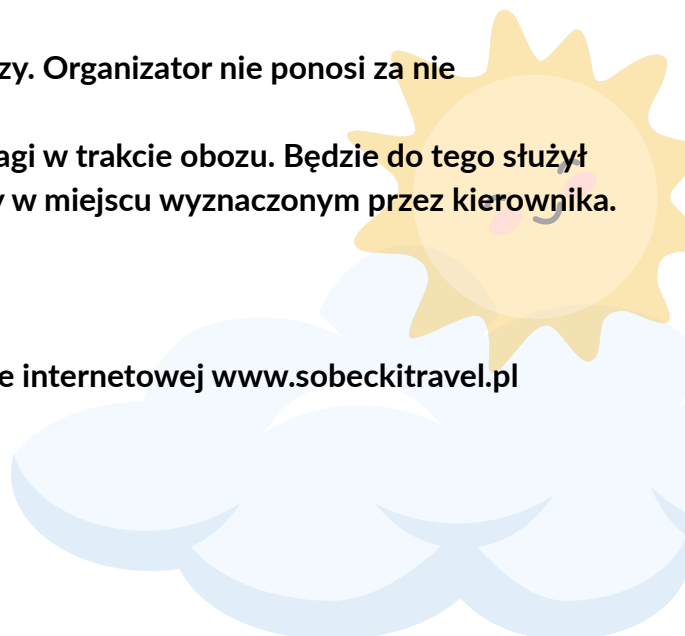 zy. Organizator nie ponosi za nie
agi w trakcie obozu. Będzie do tego służył
w miejscu wyznaczonym przez kierownika.
e internetowej www.sobeckitravel.pl